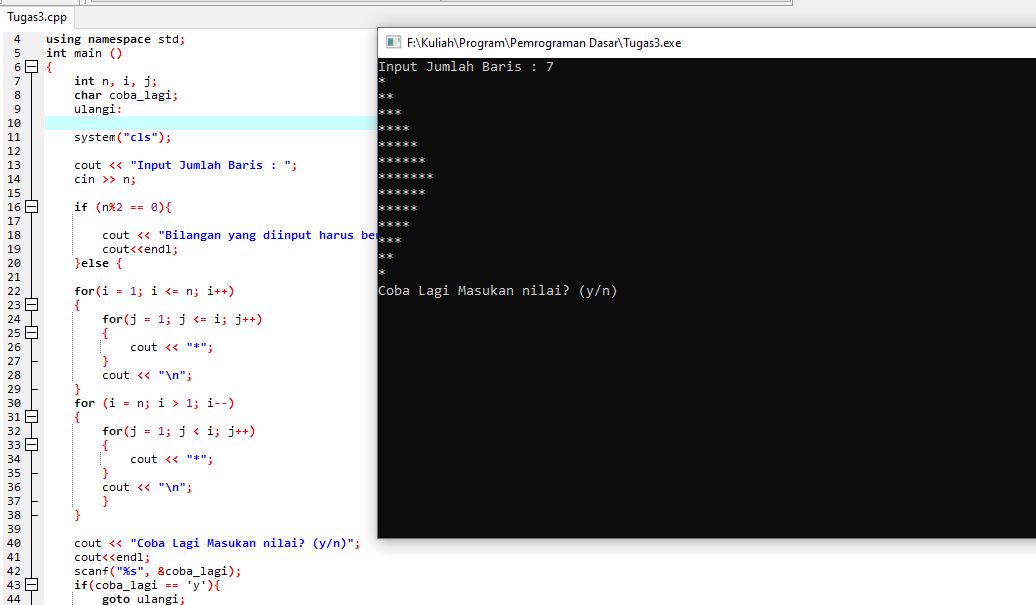 Tugas3.cpp
4 using namespace std;
5 int main ()
6 {
7 int n, i, j;
8 char coba_lagi;
9 ulangi:
10
11 system("cls");
12
13 cout << "Input Jumlah Baris : ";
14 cin >> n;
15
16 if (n%2 == 0){
17
18 cout << "Bilangan yang diinput harus ber
19 cout<<endl;
20 }else {
21
22 for(i = 1; i <= n; i++)
23 {
24 for(j = 1; j <= i; j++)
25 {
26 cout << "*";
27 }
28 cout << "\n";
29 }
30 for (i = n; i > 1; i--)
31 {
32 for(j = 1; j < i; j++)
33 {
34 cout << "*";
35 }
36 cout << "\n";
37 }
38 }
39
40 cout << "Coba Lagi Masukan nilai? (y/n)";
41 cout<<endl;
42 scanf("%s", &coba_lagi);
43 if(coba_lagi == 'y'){
44 goto ulangi;
F:\Kuliah\Program\Pemrograman Dasar\Tugas3.exe
Input Jumlah Baris : 7
*
**
***
****
*****
******
*******
******
*****
****
***
**
*
Coba Lagi Masukan nilai? (y/n)